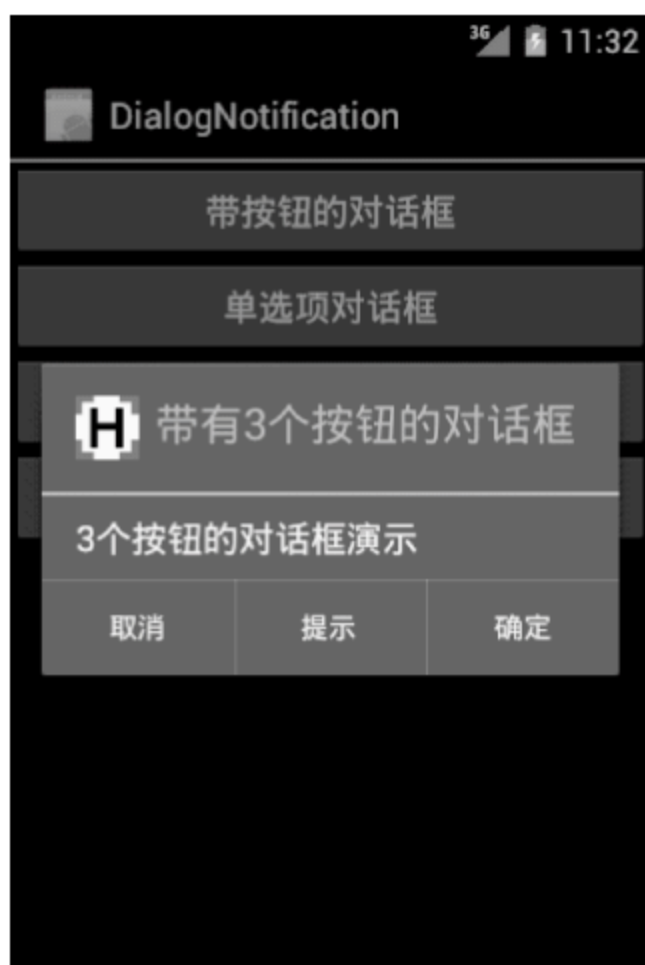 3G 11:32
DialogNotification
带按钮的对话框
单选项对话框
H 带有3个按钮的对话框
3个按钮的对话框演示
取消 提示 确定